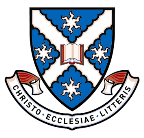 CHRISTO · ECCLESIAE · LITTERIS